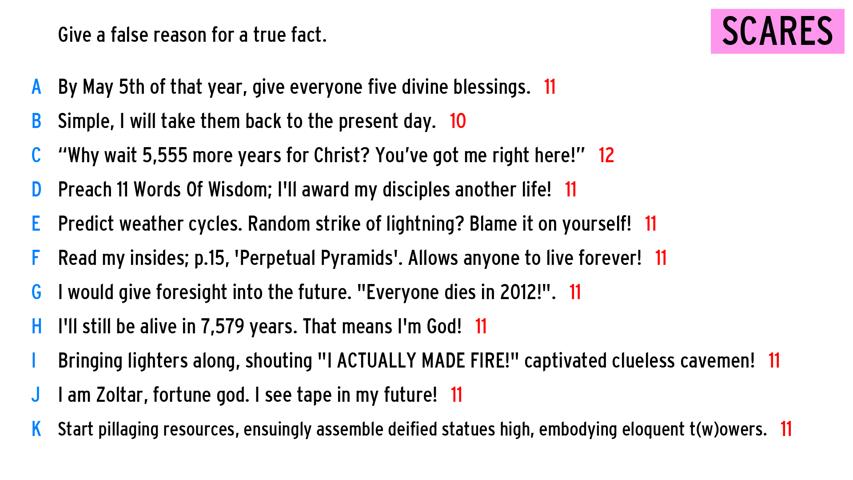 Give a false reason for a true fact.
SCARES
A By May 5th of that year, give everyone five divine blessings. 11
B Simple, I will take them back to the present day. 10
C “Why wait 5,555 more years for Christ? You’ve got me right here!” 12
D Preach 11 Words Of Wisdom; I'll award my disciples another life! 11
E Predict weather cycles. Random strike of lightning? Blame it on yourself! 11
F Read my insides; p.15, 'Perpetual Pyramids'. Allows anyone to live forever! 11
G I would give foresight into the future. "Everyone dies in 2012!". 11
H I'll still be alive in 7,579 years. That means I'm God! 11
I Bringing lighters along, shouting "I ACTUALLY MADE FIRE!" captivated clueless cavemen! 11
J I am Zoltar, fortune god. I see tape in my future! 11
K Start pillaging resources, ensuingly assemble deified statues high, embodying eloquent t(w)owers. 11